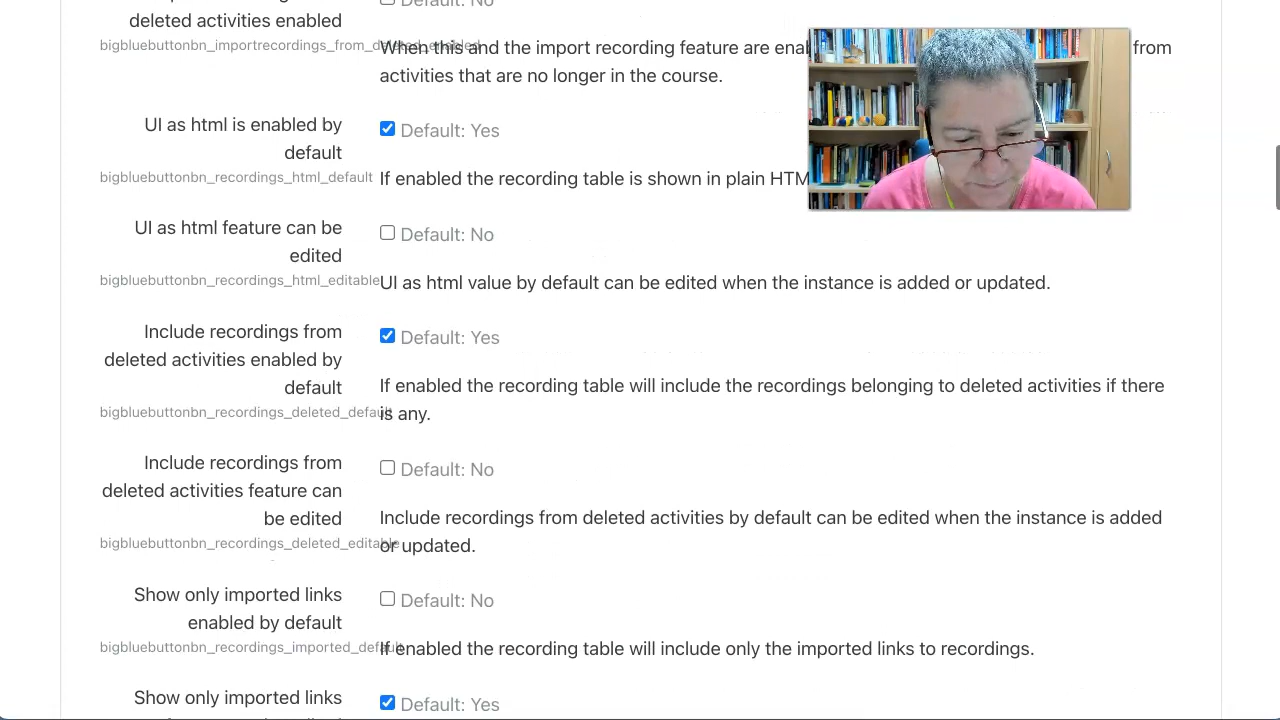 Default: No
deleted activities enabled
bigbluebuttonbn_importrecordings_from_deleted_enabled
When this and the import recording feature are enab
from
activities that are no longer in the course.
UI as html is enabled by
default
Default: Yes
bigbluebuttonbn_recordings_html_default
If enabled the recording table is shown in plain HTM
UI as html feature can be
edited
Default: No
bigbluebuttonbn_recordings_html_editable
UI as html value by default can be edited when the instance is added or updated.
Include recordings from
deleted activities enabled by
default
Default: Yes
bigbluebuttonbn_recordings_deleted_default
If enabled the recording table will include the recordings belonging to deleted activities if there
is any.
Include recordings from
deleted activities feature can
be edited
Default: No
bigbluebuttonbn_recordings_deleted_editable
Include recordings from deleted activities by default can be edited when the instance is added
or updated.
Show only imported links
enabled by default
Default: No
bigbluebuttonbn_recordings_imported_default
If enabled the recording table will include only the imported links to recordings.
Show only imported links
Default: Yes